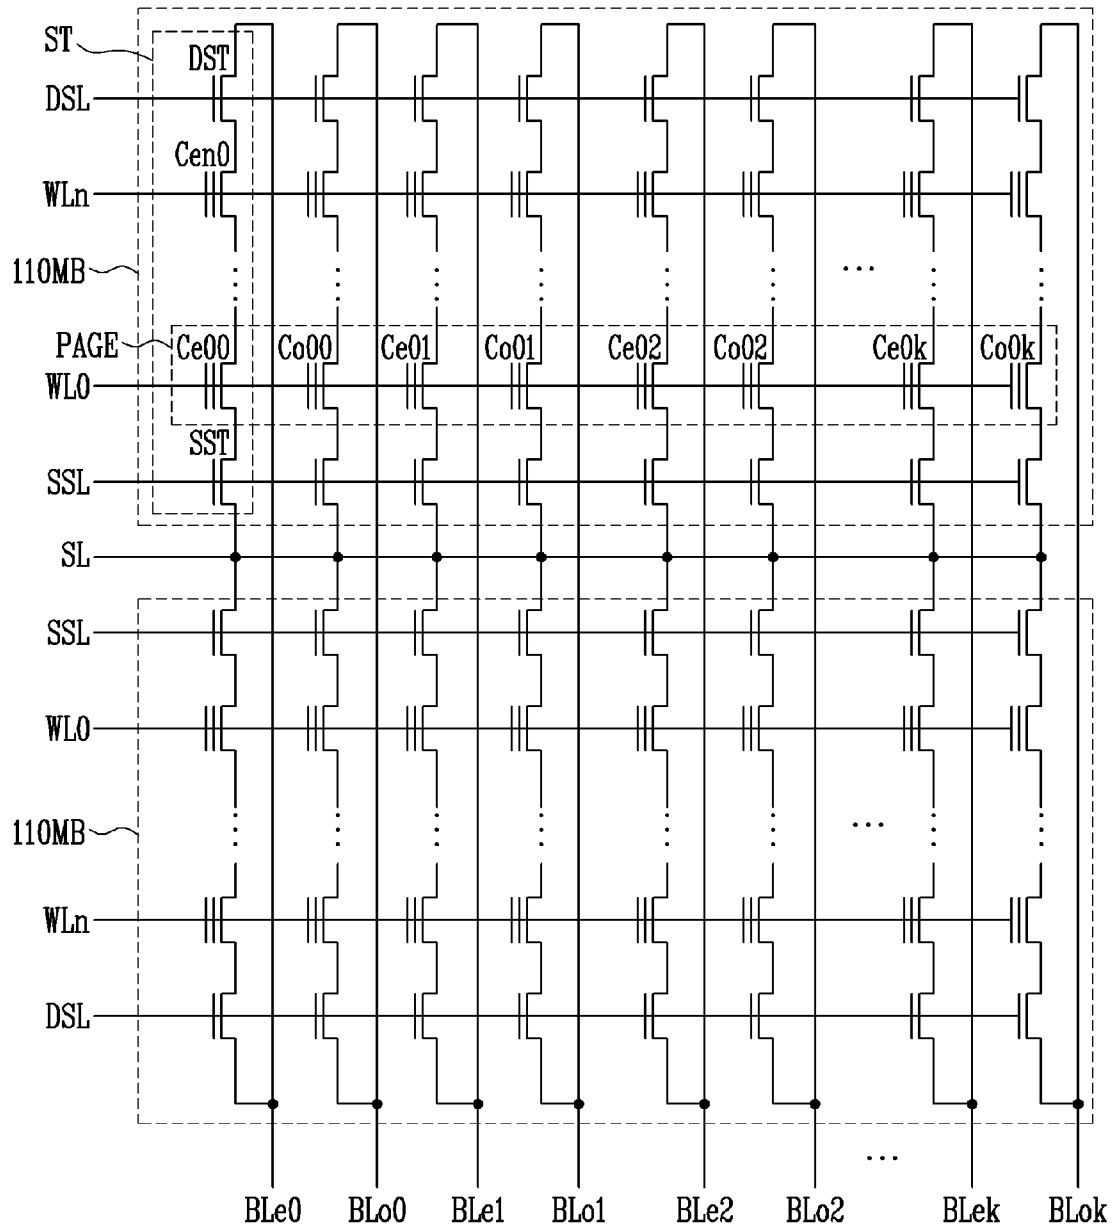 ST
DST
DSL
Cen0
WLn
110MB
...
PAGE
Ce00 Co00 Ce01 Co01 Ce02 Co02 Ce0k Co0k
WL0
SST
SSL
SL
SSL
WL0
110MB
...
WLn
DSL
...
BLe0 BLo0 BLe1 BLo1 BLe2 BLo2 BLek BLok